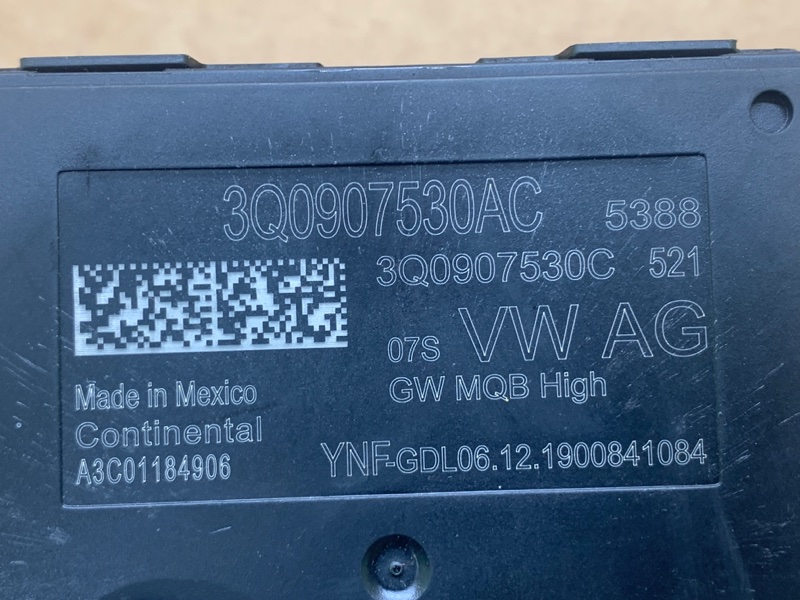 3Q0907530AC 5388
3Q0907530C 521
07S VW AG
GW MQB High
Made in Mexico
Continental
A3C01184906
YNF-GDL06.12.1900841084